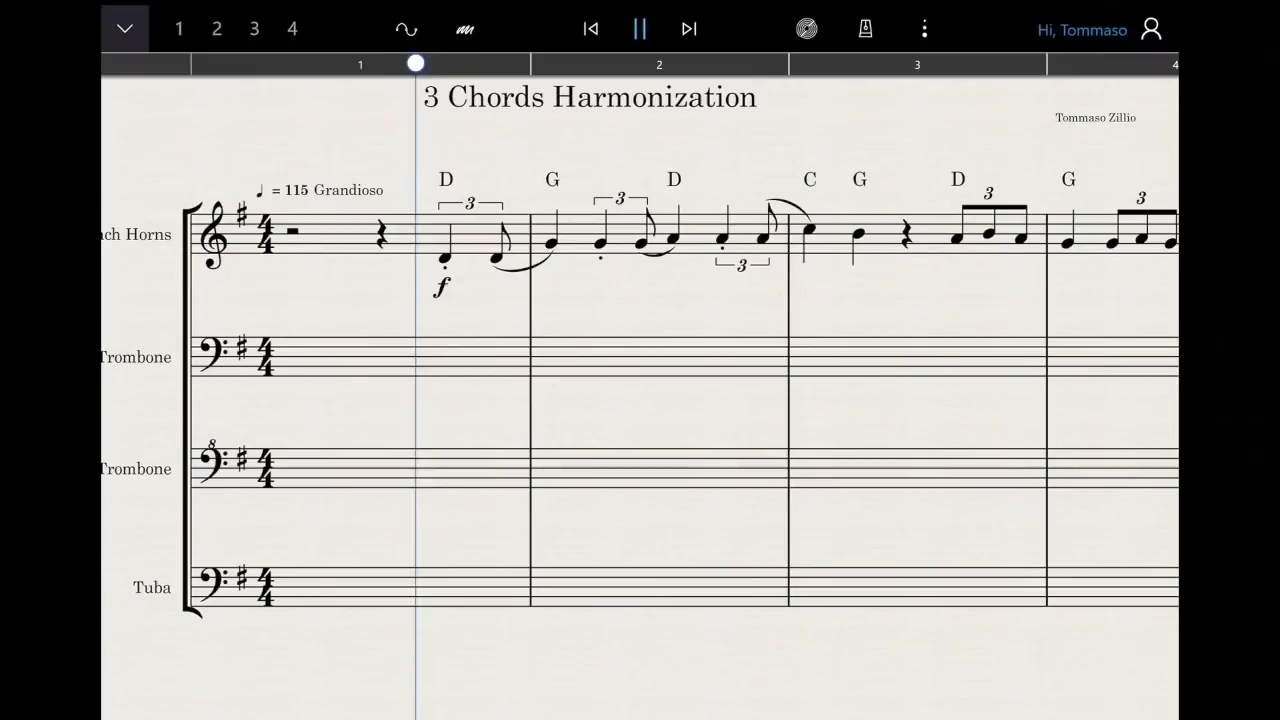 1 2 3 4 Hi, Tommaso
1 2 3 4
3 Chords Harmonization
Tommaso Zillio
D G D C G D G
♩ = 115 Grandioso
3 3 3 3
nch Horns
3
f
Trombone
8
Trombone
Tuba